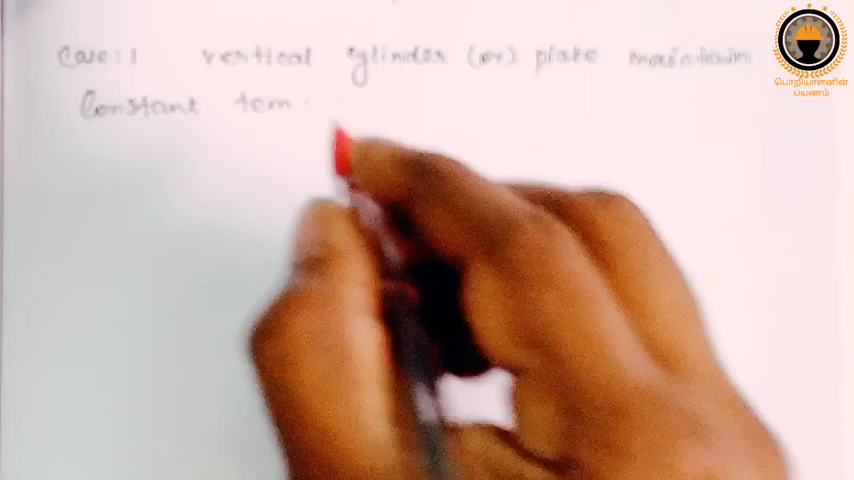 Case: 1 vertical cylinder (or) plate maintain
Constant tem:
பொறியாளனின்
பயணம்